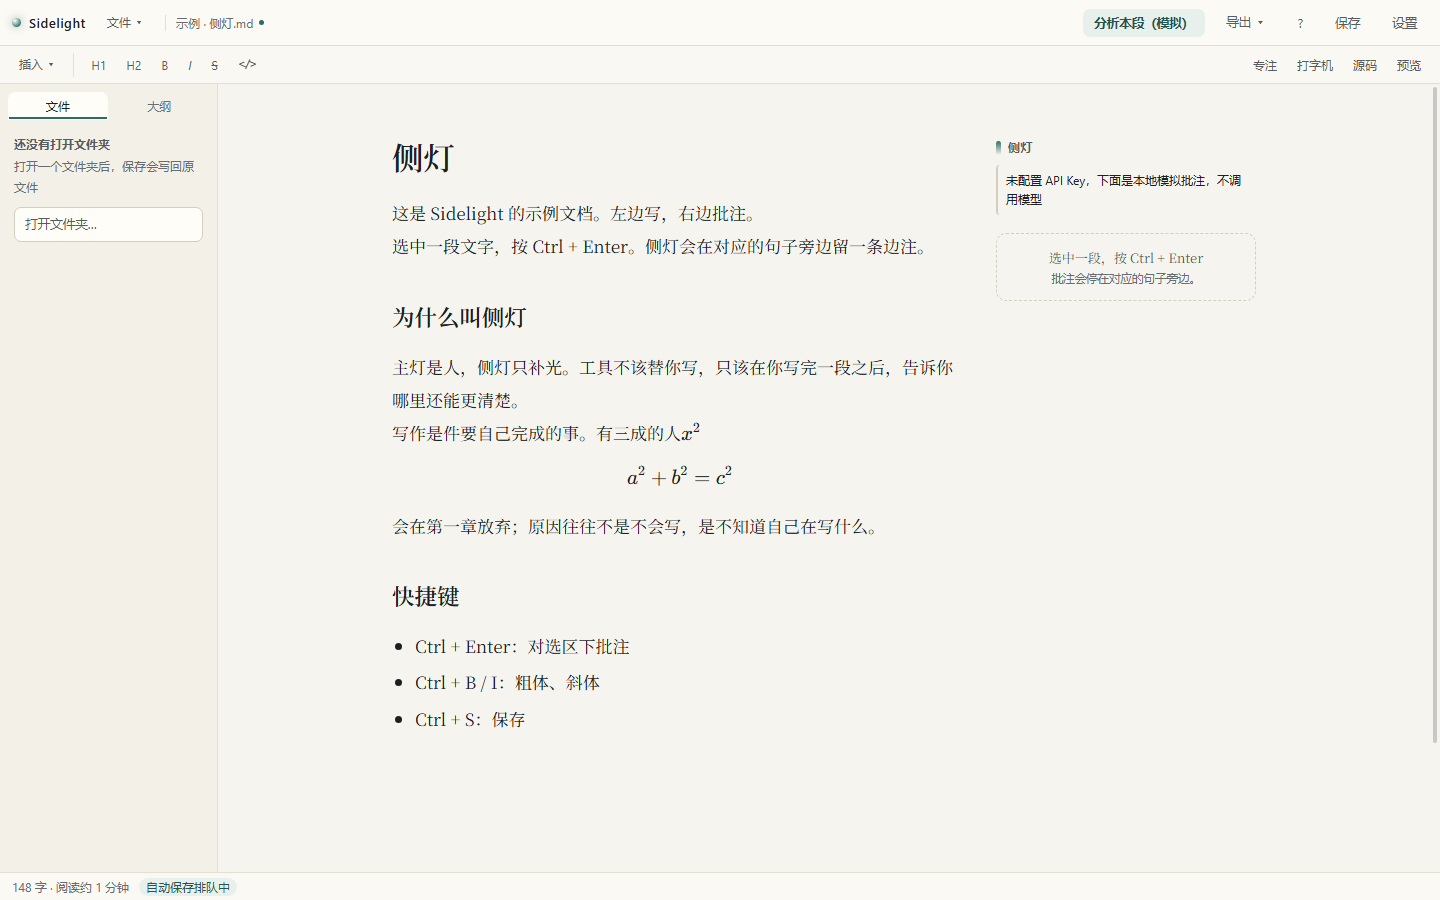 Sidelight 文件 ▾ 示例 · 侧灯.md 分析本段（模拟） 导出 ▾ ? 保存 设置
插入 ▾ H1 H2 B I S </> 专注 打字机 源码 预览
文件 大纲
还没有打开文件夹
打开一个文件夹后，保存会写回原
文件
打开文件夹...
侧灯
这是 Sidelight 的示例文档。左边写，右边批注。
选中一段文字，按 Ctrl + Enter。侧灯会在对应的句子旁边留一条边注。
为什么叫侧灯
主灯是人，侧灯只补光。工具不该替你写，只该在你写完一段之后，告诉你
哪里还能更清楚。
写作是件要自己完成的事。有三成的人x²
a² + b² = c²
会在第一章放弃；原因往往不是不会写，是不知道自己在写什么。
快捷键
• Ctrl + Enter：对选区下批注
• Ctrl + B / I：粗体、斜体
• Ctrl + S：保存
侧灯
未配置 API Key，下面是本地模拟批注，不调
用模型
选中一段，按 Ctrl + Enter
批注会停在对应的句子旁边。
148 字 · 阅读约 1 分钟 自动保存排队中